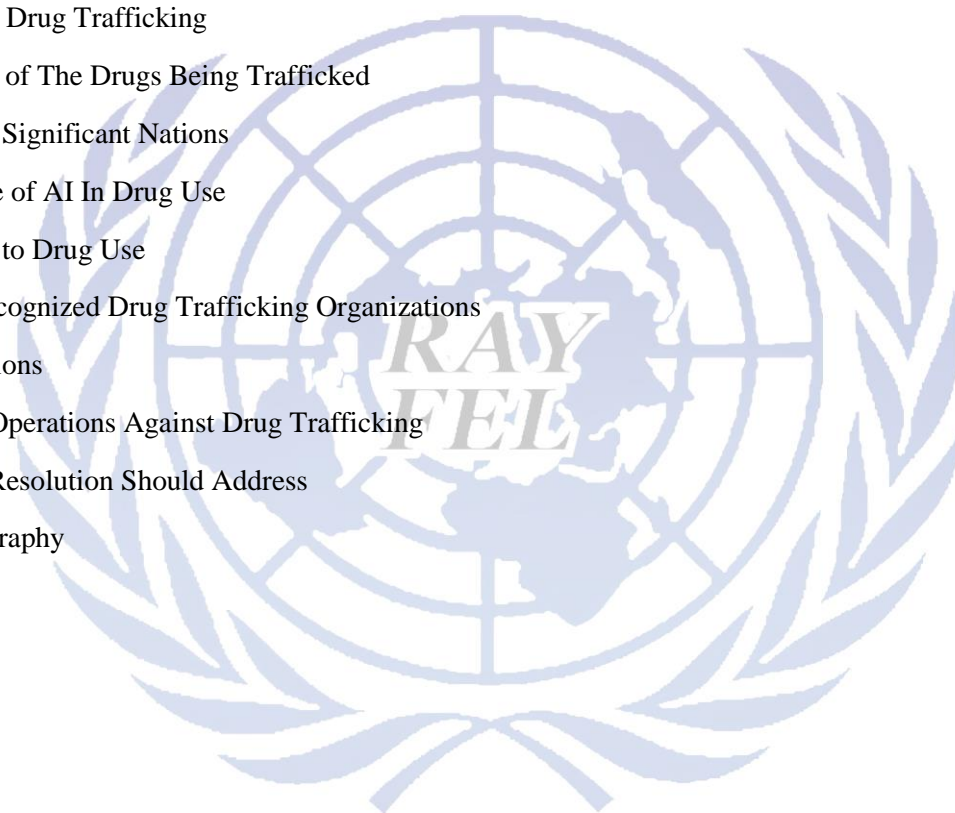 Drug Trafficking
of The Drugs Being Trafficked
Significant Nations
e of AI In Drug Use
to Drug Use
cognized Drug Trafficking Organizations
RAY
ions
Operations Against Drug Trafficking
FEL
Resolution Should Address
raphy